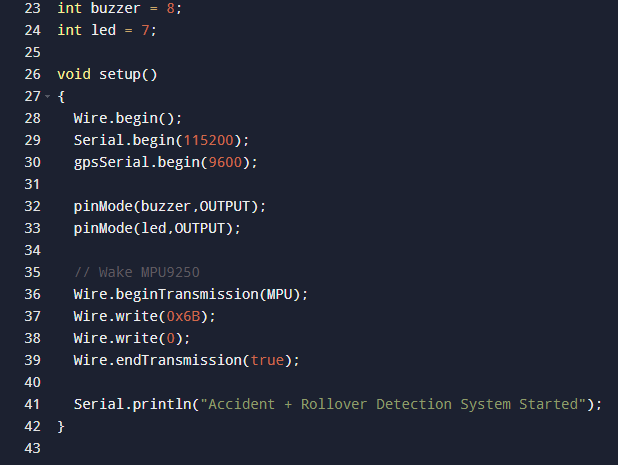 23 int buzzer = 8;
24 int led = 7;
25
26 void setup()
27 {
28   Wire.begin();
29   Serial.begin(115200);
30   gpsSerial.begin(9600);
31
32   pinMode(buzzer,OUTPUT);
33   pinMode(led,OUTPUT);
34
35   // Wake MPU9250
36   Wire.beginTransmission(MPU);
37   Wire.write(0x6B);
38   Wire.write(0);
39   Wire.endTransmission(true);
40
41   Serial.println("Accident + Rollover Detection System Started");
42 }
43